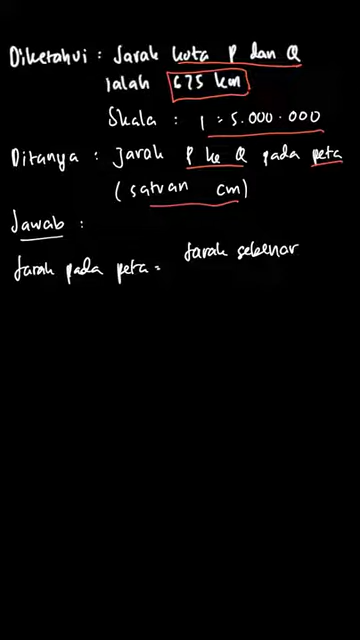 Diketahui : Jarak kota P dan Q
ialah 675 km
Skala : 1 : 5.000.000
Ditanya : Jarak P ke Q pada peta
(satuan cm)
Jawab :
Jarak pada peta = Jarak sebenar